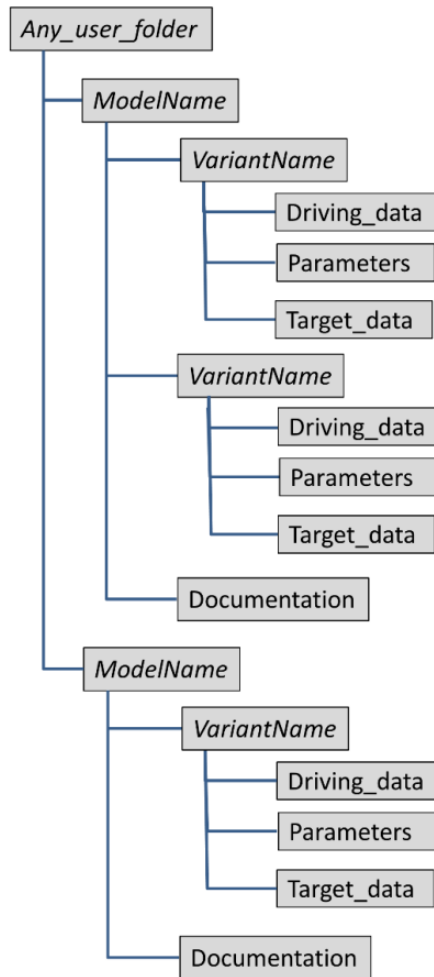 Any_user_folder
ModelName
VariantName
Driving_data
Parameters
Target_data
VariantName
Driving_data
Parameters
Target_data
Documentation
ModelName
VariantName
Driving_data
Parameters
Target_data
Documentation